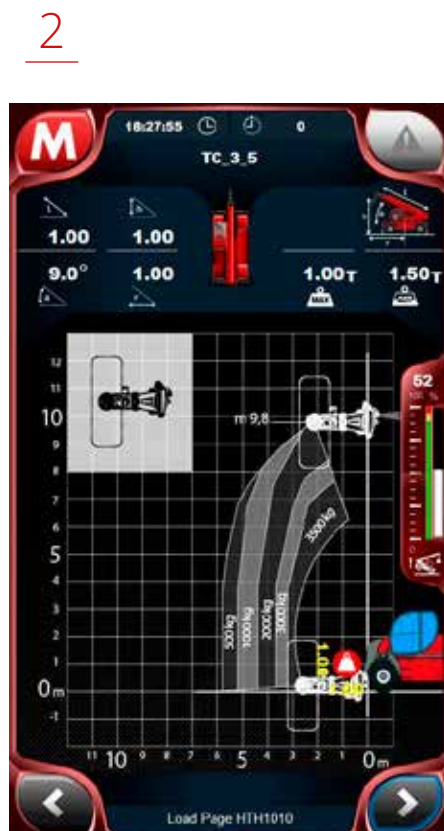 2
M
18:27:55 0
TC_3_5
l h
1.00 1.00
9.0° 1.00 1.00T 1.50T
a r MAX
52
100 %
12
11
10
9
8
7
6
5
4
3
2
1
0m
-1
m 9,8
3500 kg
3000 kg
2000 kg
1000 kg
500 kg
0
11 10 9 8 7 6 5 4 3 2 1 0m
Load Page HTH1010